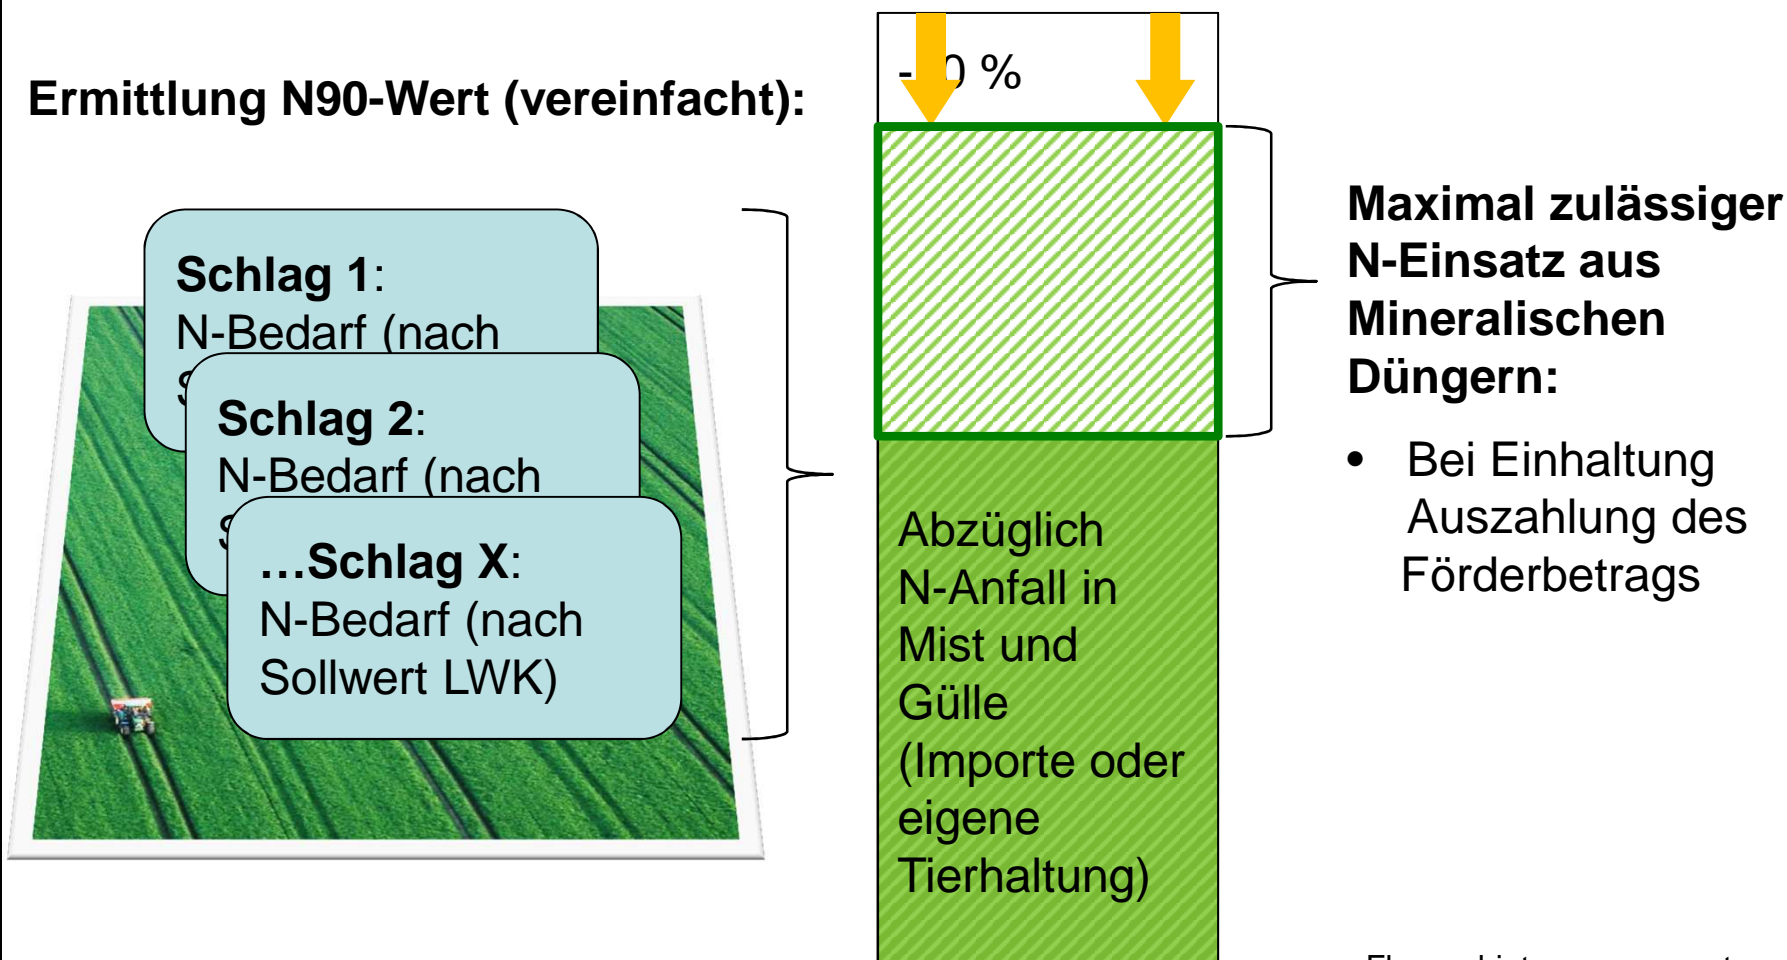 Ermittlung N90-Wert (vereinfacht):
Schlag 1:
N-Bedarf (nach
Schlag 2:
N-Bedarf (nach
…Schlag X:
N-Bedarf (nach
Sollwert LWK)
0 %
Abzüglich
N-Anfall in
Mist und
Gülle
(Importe oder
eigene
Tierhaltung)
Maximal zulässiger
N-Einsatz aus
Mineralischen
Düngern:
• Bei Einhaltung
Auszahlung des
Förderbetrags